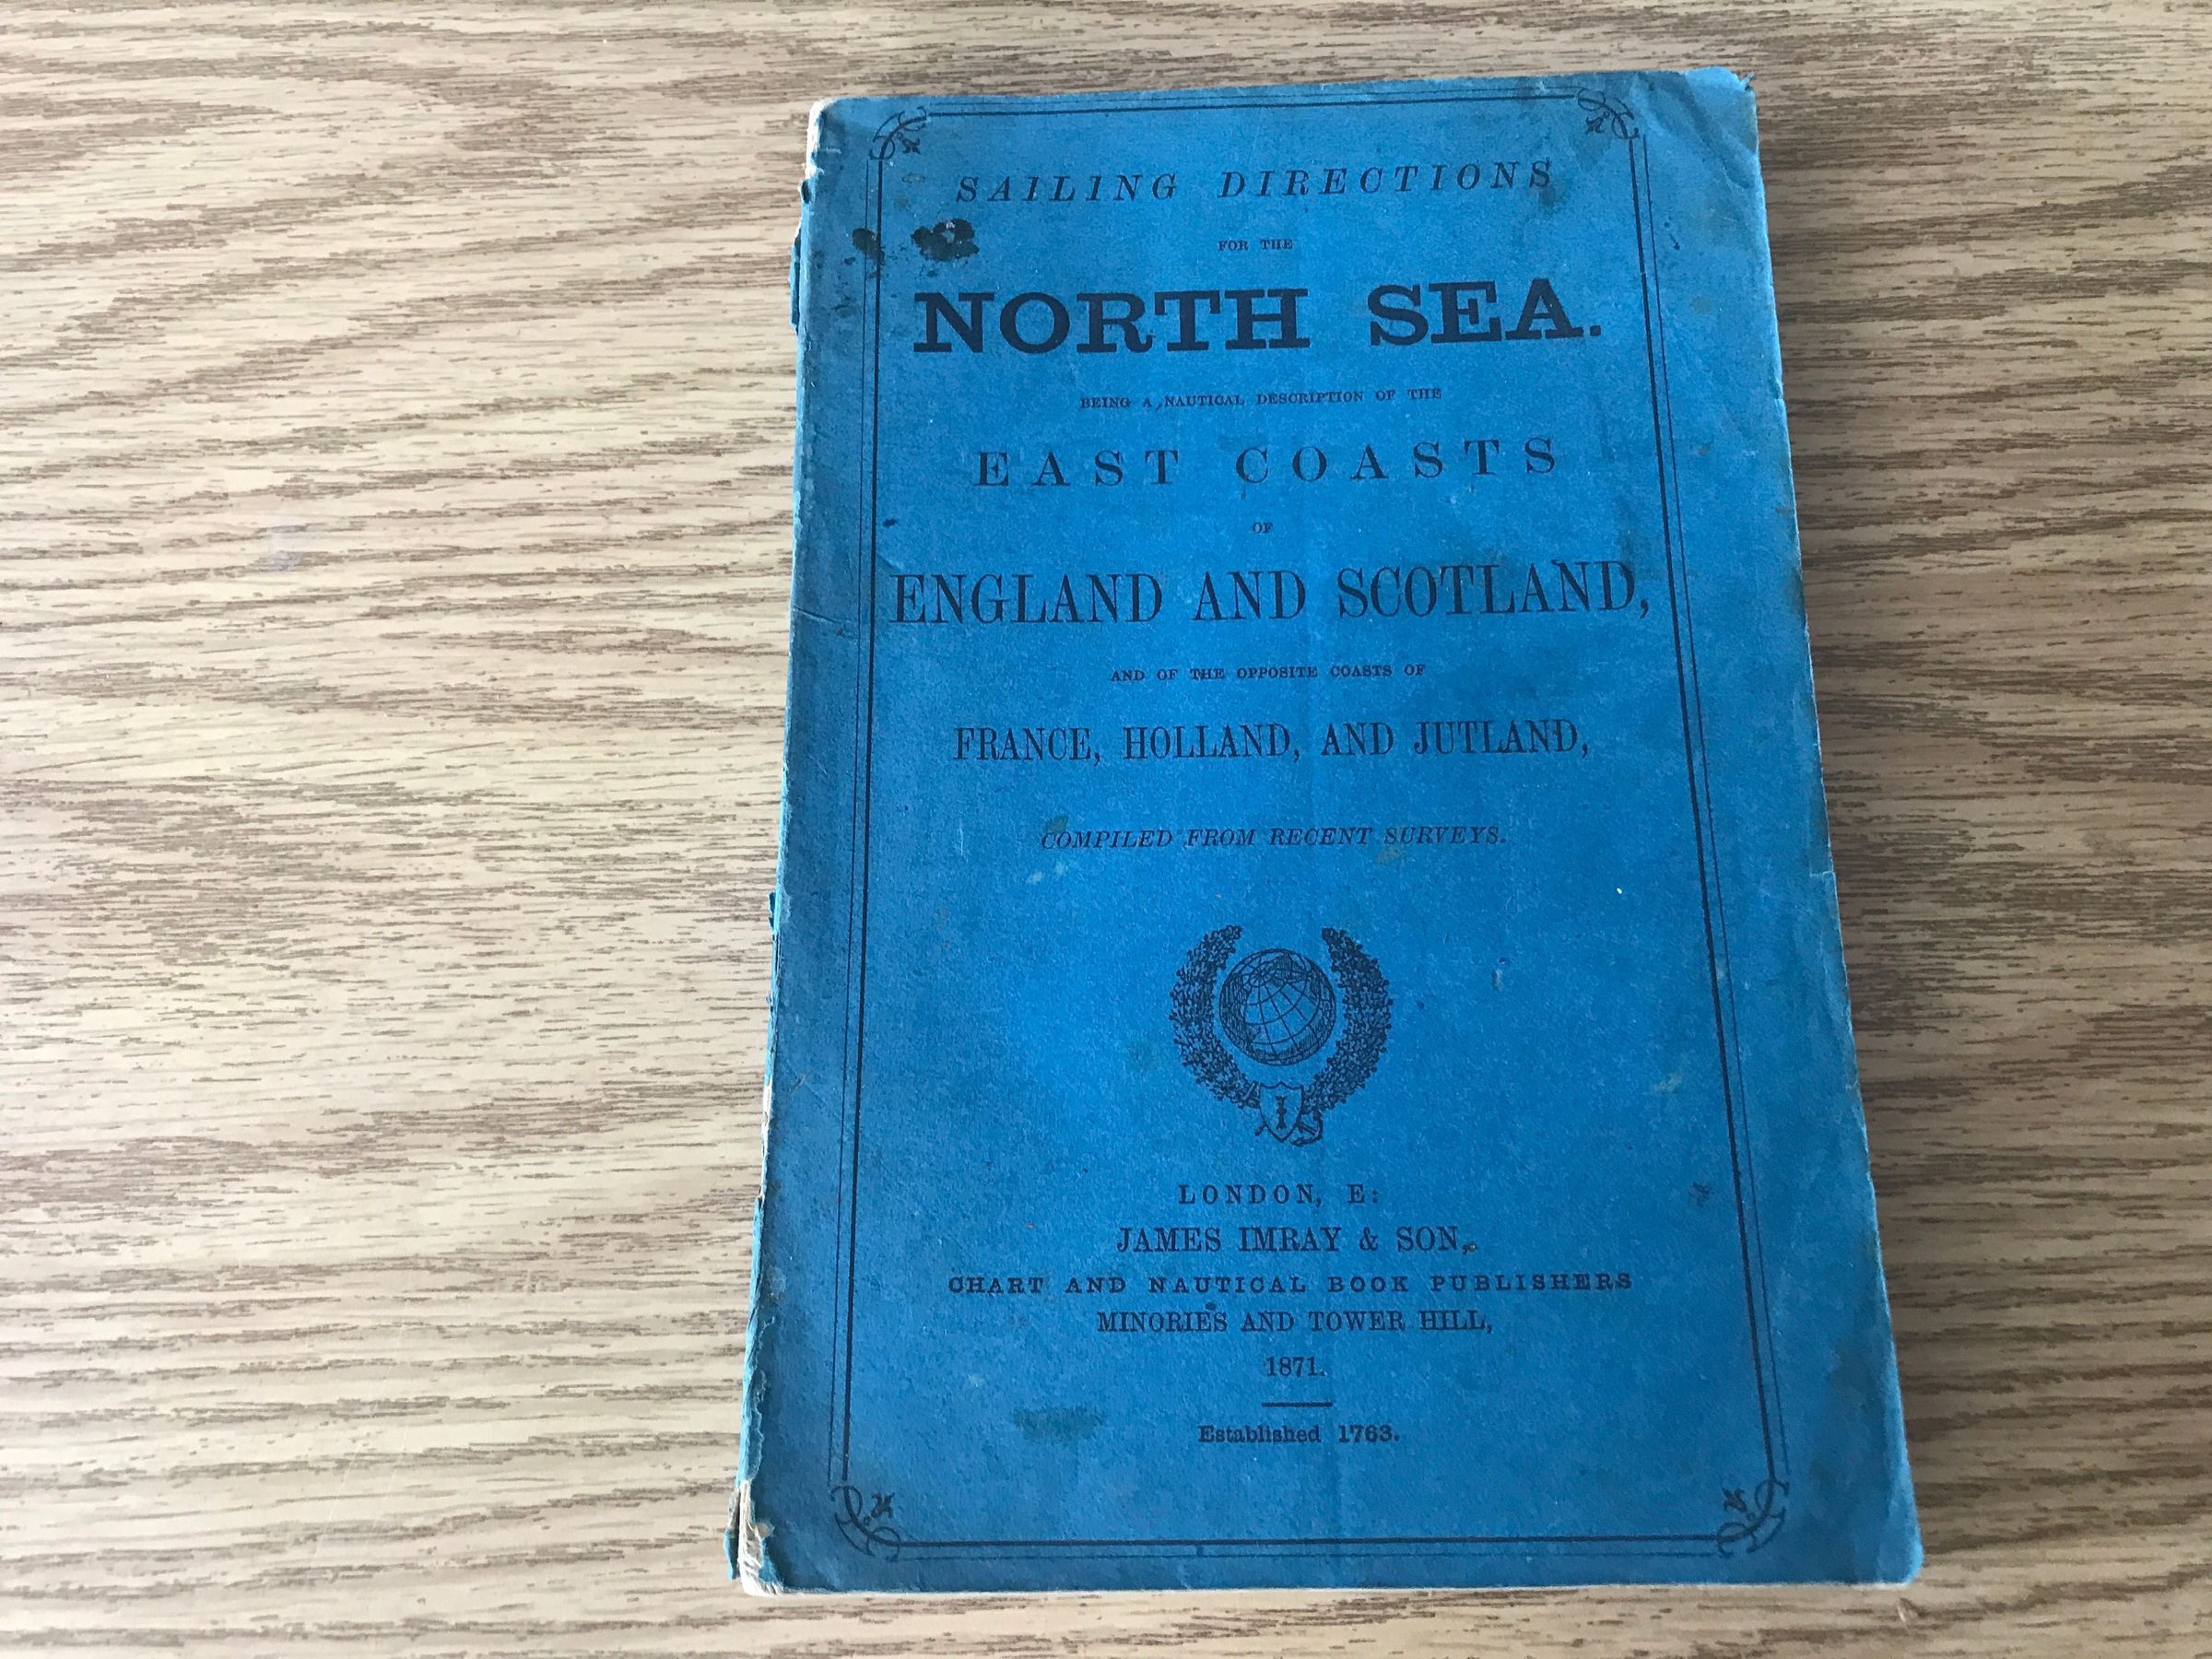 SAILING DIRECTIONS
FOR THE
NORTH SEA.
BEING A NAUTICAL DESCRIPTION OF THE
EAST COASTS
OF
ENGLAND AND SCOTLAND,
AND OF THE OPPOSITE COASTS OF
FRANCE, HOLLAND, AND JUTLAND,
COMPILED FROM RECENT SURVEYS.
I
LONDON, E:
JAMES IMRAY & SON,
CHART AND NAUTICAL BOOK PUBLISHERS
MINORIES AND TOWER HILL,
1871.
Established 1763.